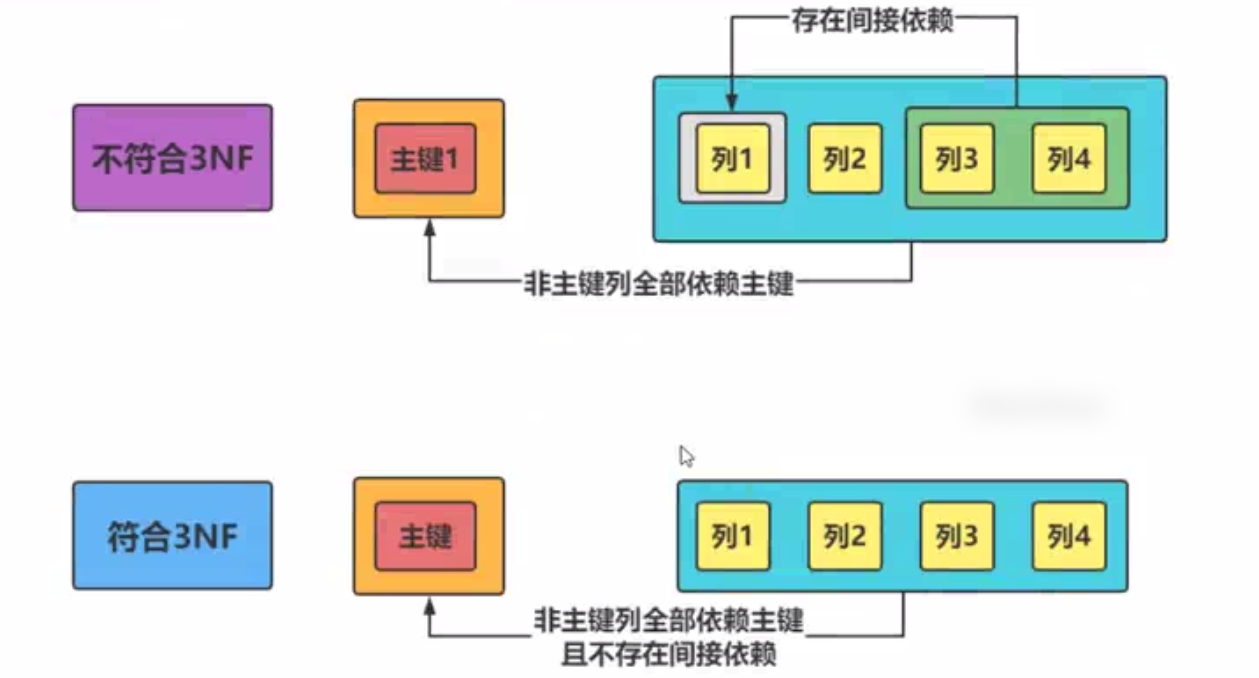 存在间接依赖
不符合3NF
主键1
列1
列2
列3
列4
非主键列全部依赖主键
符合3NF
主键
列1
列2
列3
列4
非主键列全部依赖主键
且不存在间接依赖